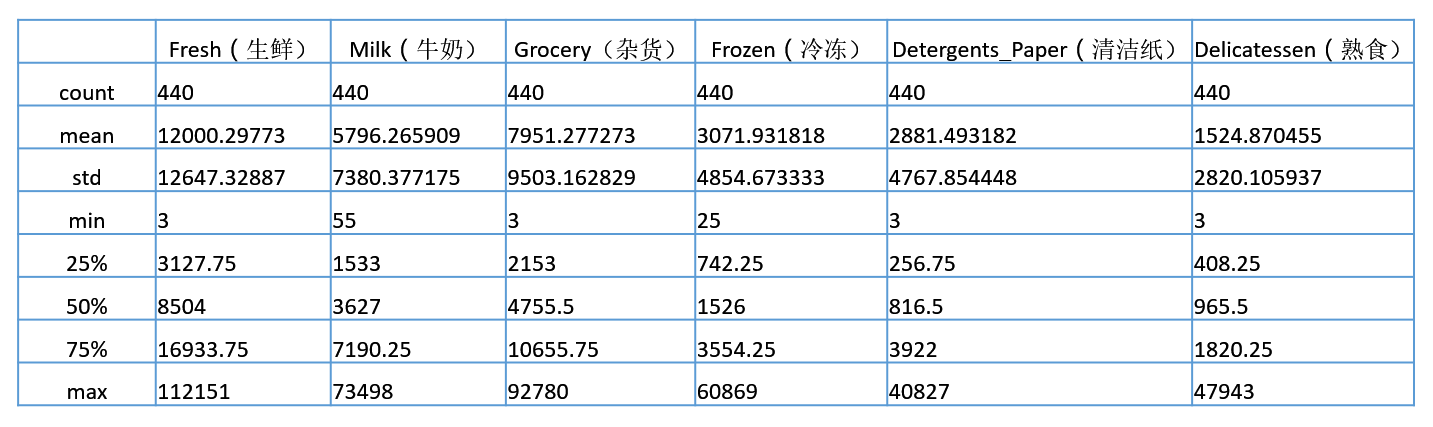 Fresh（生鲜） Milk（牛奶） Grocery（杂货） Frozen（冷冻） Detergents_Paper（清洁纸） Delicatessen（熟食）
count 440 440 440 440 440 440
mean 12000.29773 5796.265909 7951.277273 3071.931818 2881.493182 1524.870455
std 12647.32887 7380.377175 9503.162829 4854.673333 4767.854448 2820.105937
min 3 55 3 25 3 3
25% 3127.75 1533 2153 742.25 256.75 408.25
50% 8504 3627 4755.5 1526 816.5 965.5
75% 16933.75 7190.25 10655.75 3554.25 3922 1820.25
max 112151 73498 92780 60869 40827 47943